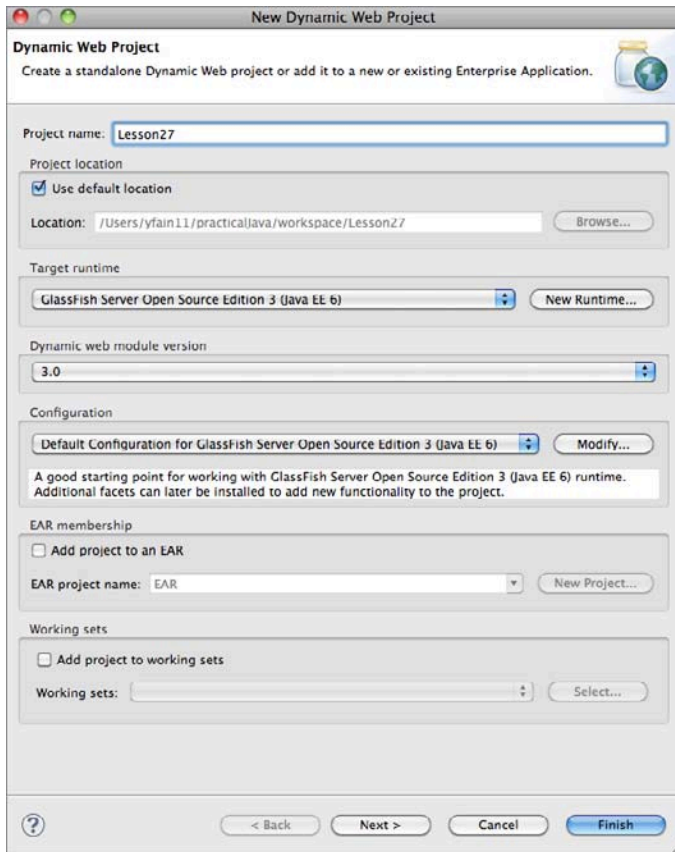 New Dynamic Web Project
Dynamic Web Project
Create a standalone Dynamic Web project or add it to a new or existing Enterprise Application.
Project name: Lesson27
Project location
Use default location
Location: /Users/yfain11/practicalJava/workspace/Lesson27 Browse...
Target runtime
GlassFish Server Open Source Edition 3 (Java EE 6) New Runtime...
Dynamic web module version
3.0
Configuration
Default Configuration for GlassFish Server Open Source Edition 3 (Java EE 6) Modify...
A good starting point for working with GlassFish Server Open Source Edition 3 (Java EE 6) runtime.
Additional facets can later be installed to add new functionality to the project.
EAR membership
Add project to an EAR
EAR project name: EAR New Project...
Working sets
Add project to working sets
Working sets: Select...
? < Back Next > Cancel Finish